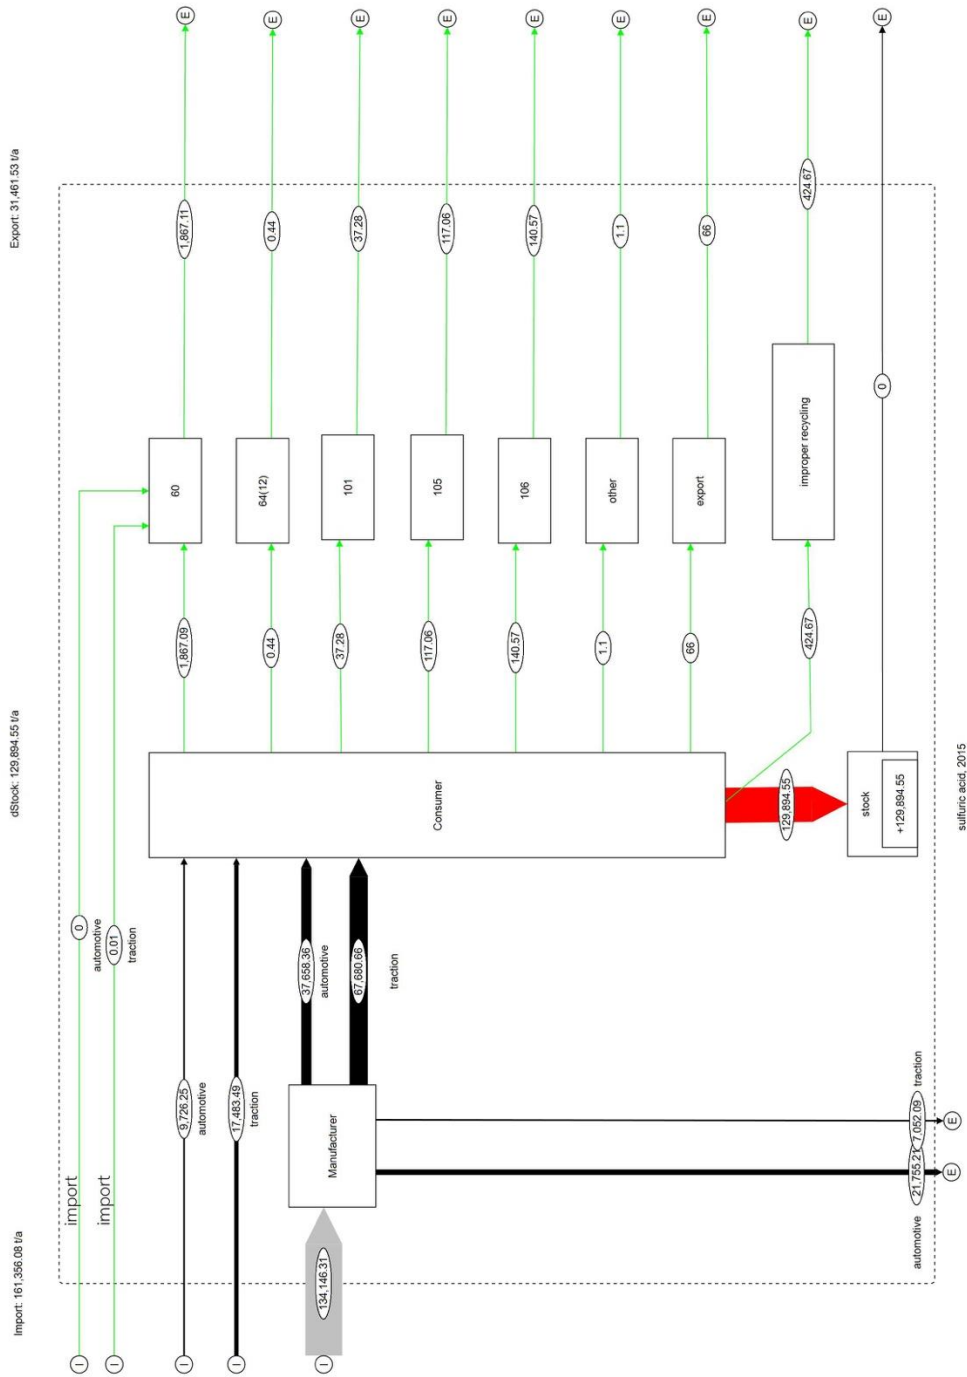 Import: 161,356.08 t/a
dStock: 129,894.55 t/a
Export: 31,461.53 t/a
I
import
0
automotive
I
import
0.01
traction
I
9,726.25
automotive
I
17,483.49
traction
I
134,146.31
Manufacturer
37,658.36
automotive
67,680.66
traction
automotive
21,755.21
E
7,052.09
traction
E
Consumer
1,867.09
60
1,867.11
E
0.44
64(12)
0.44
E
37.28
101
37.28
E
117.06
105
117.06
E
140.57
106
140.57
E
1.1
other
1.1
E
66
export
66
E
424.67
improper recycling
424.67
E
129,894.55
stock
+129,894.55
0
E
sulfuric acid, 2015